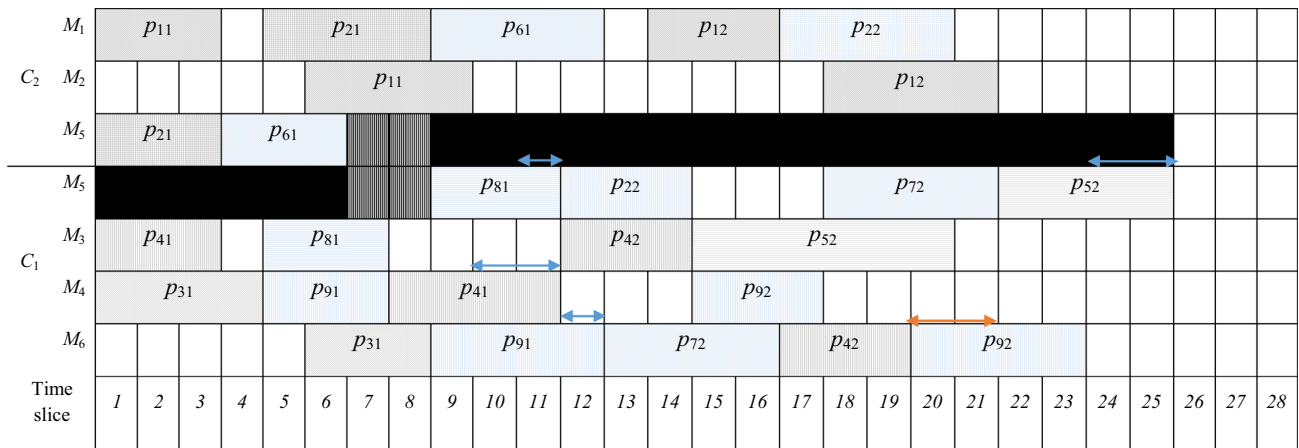 M1 p11 p21 p61 p12 p22
C2 M2 p11 p12
M5 p21 p61
M5 p81 p22 p72 p52
M3 p41 p81 p42 p52
C1
M4 p31 p91 p41 p92
M6 p31 p91 p72 p42 p92
Time
slice 1 2 3 4 5 6 7 8 9 10 11 12 13 14 15 16 17 18 19 20 21 22 23 24 25 26 27 28